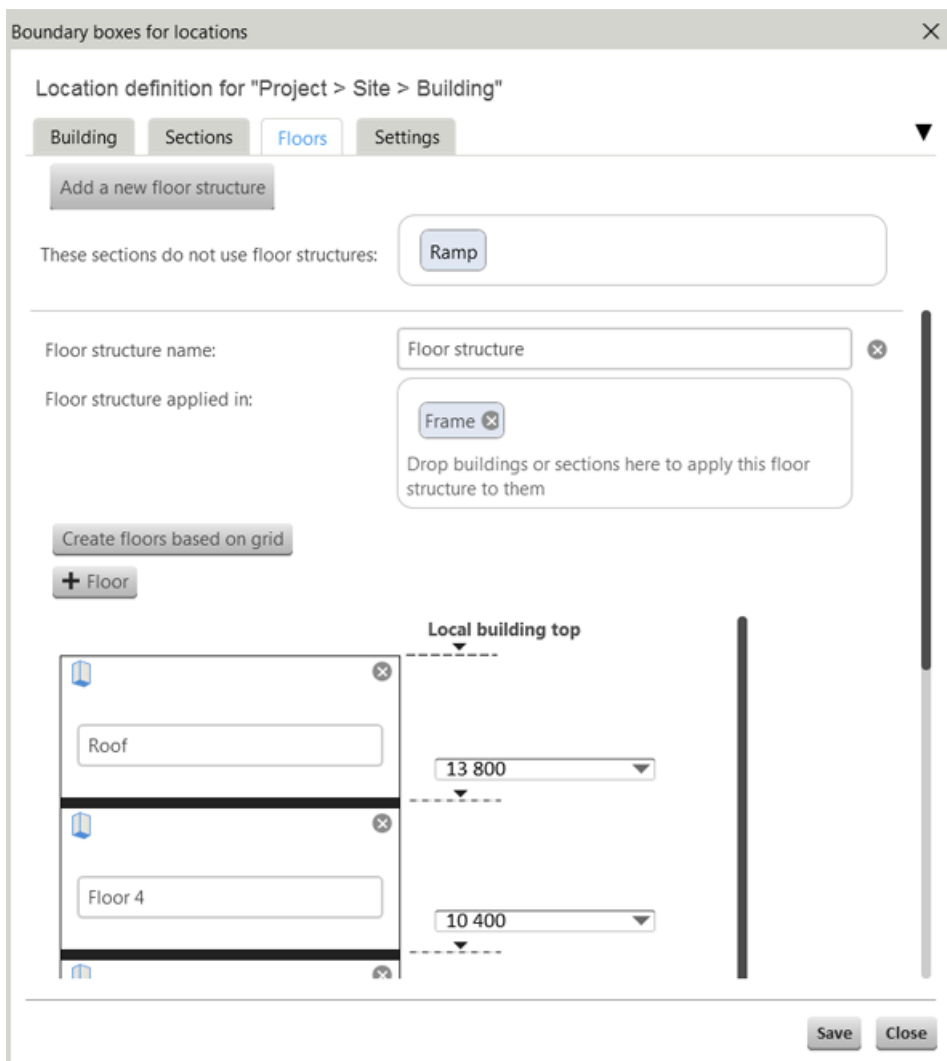 Boundary boxes for locations
Location definition for "Project > Site > Building"
Building Sections Floors Settings
Add a new floor structure
These sections do not use floor structures: Ramp
Floor structure name: Floor structure
Floor structure applied in:
Frame
Drop buildings or sections here to apply this floor
structure to them
Create floors based on grid
+ Floor
Local building top
Roof
13 800
Floor 4
10 400
Save Close